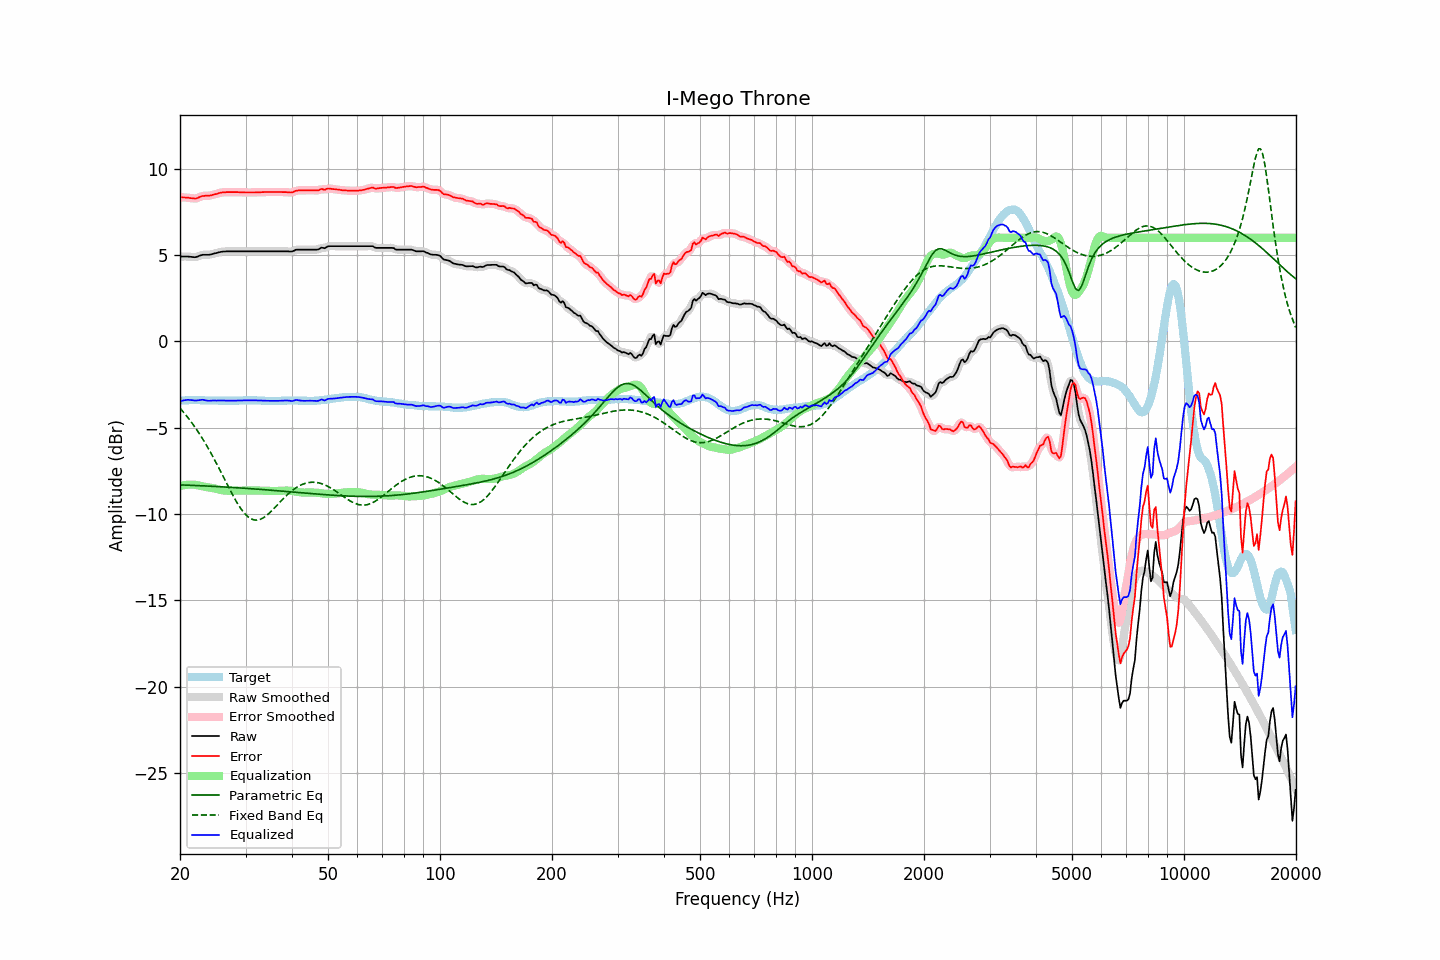 I-Mego Throne
Amplitude (dBr)
10
5
0
−5
−10
−15
−20
−25
Target
Raw Smoothed
Error Smoothed
Raw
Error
Equalization
Parametric Eq
Fixed Band Eq
Equalized
20 50 100 200 500 1000 2000 5000 10000 20000
Frequency (Hz)